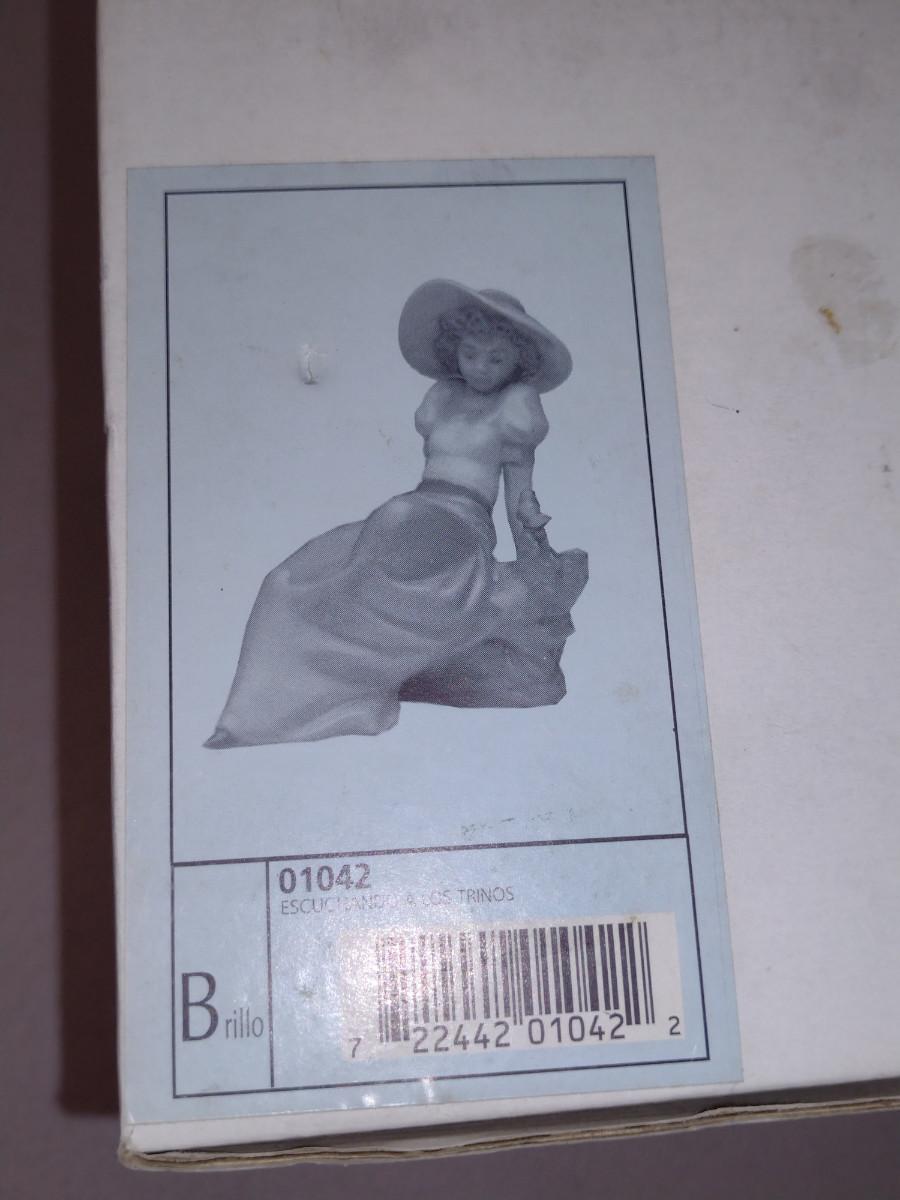 01042
ESCUCHANDO A LOS TRINOS
Brillo
7 22442 01042 2